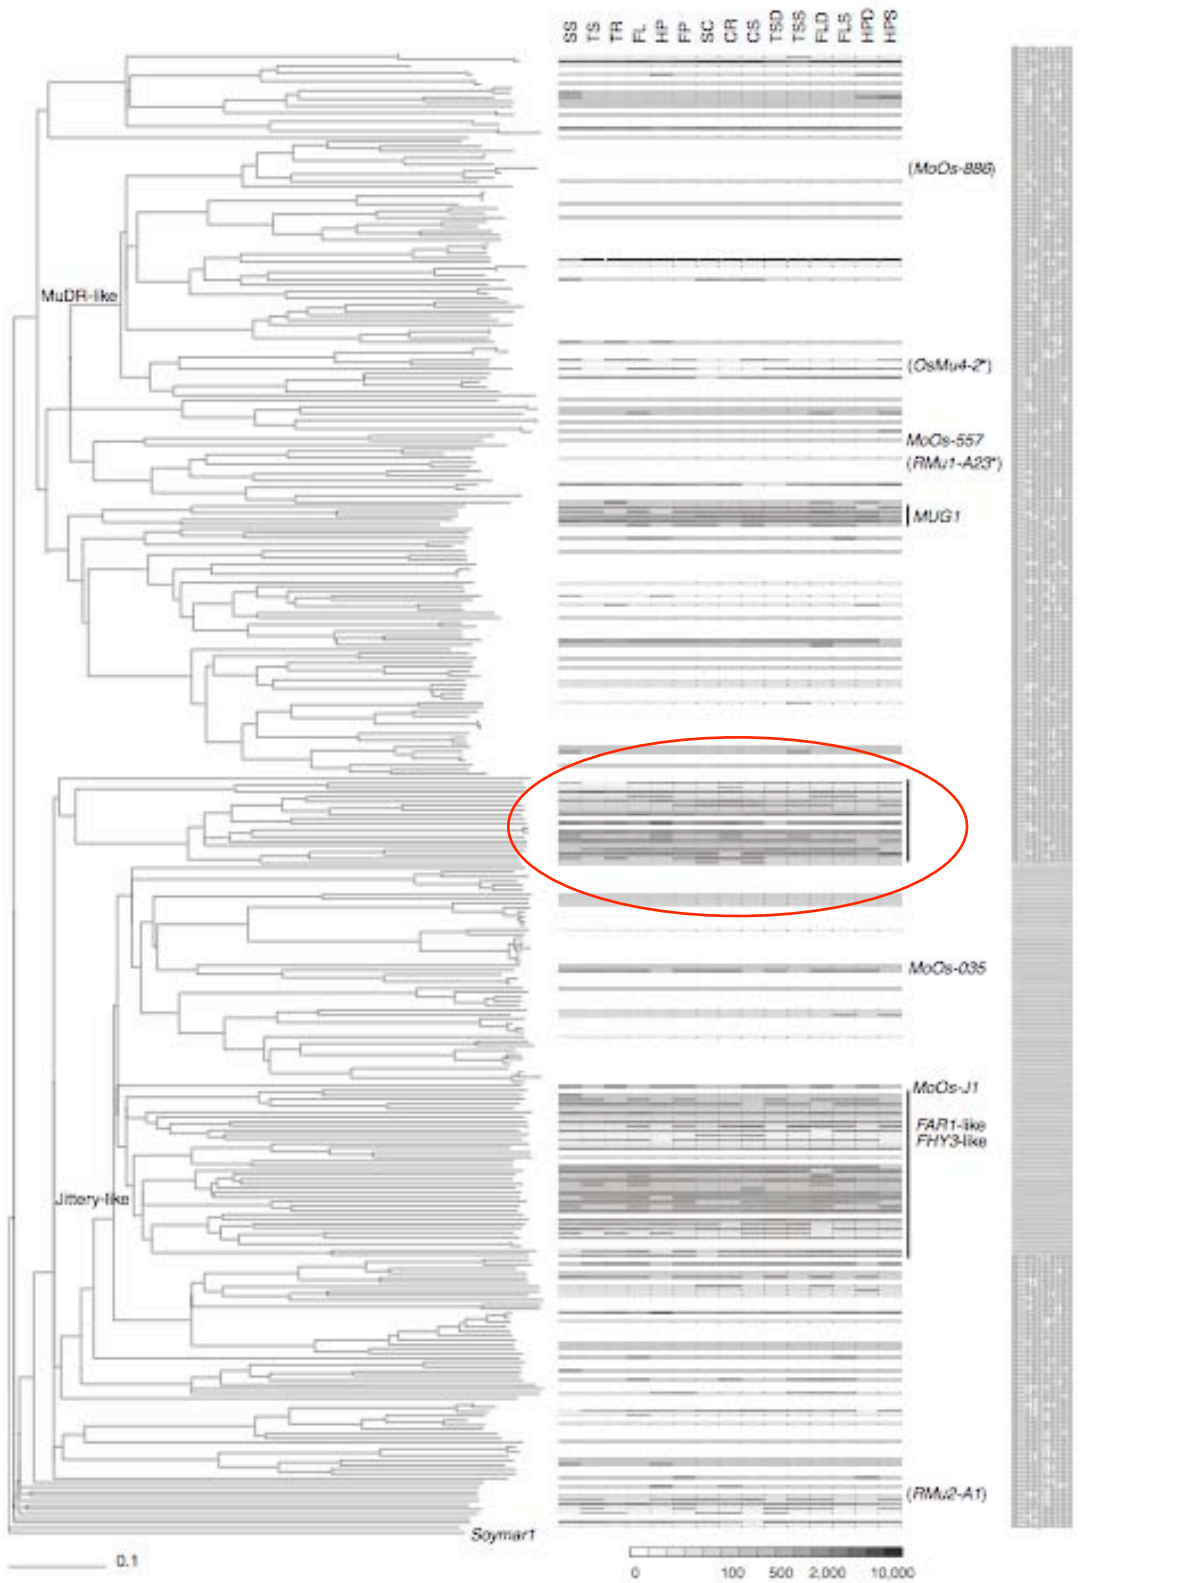 SS TS TR FL HP FP SC CR CS TSD TSS FLD FLS HPD HPS
(MoOs-886)
MuDR-like
(OsMu4-2*)
MoOs-557
(RMu1-A23*)
MUG1
MoOs-035
MoOs-J1
FAR1-like
FHY3-like
Jittery-like
(RMu2-A1)
Soymar1
0.1
0 100 500 2,000 10,000